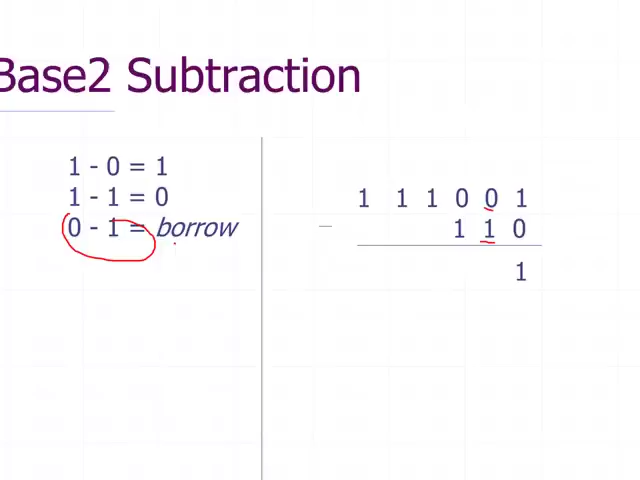 Base2 Subtraction
1 - 0 = 1
1 - 1 = 0
0 - 1 = borrow
1 1 1 0 0 1
— 1 1 0
1